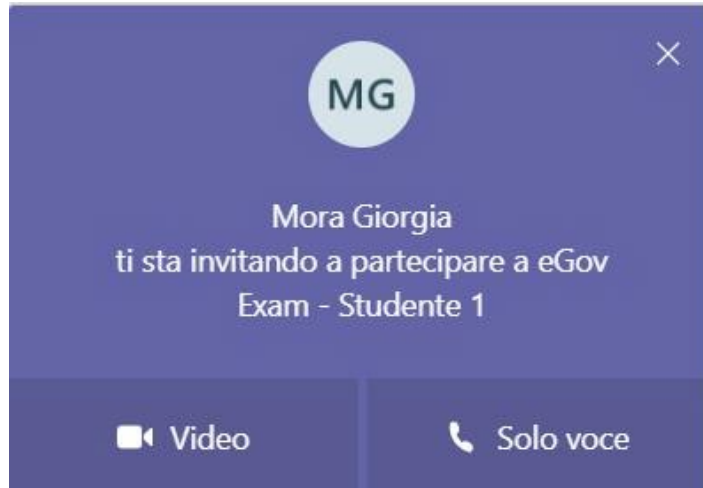 MG
Mora Giorgia
ti sta invitando a partecipare a eGov
Exam - Studente 1
Video
Solo voce